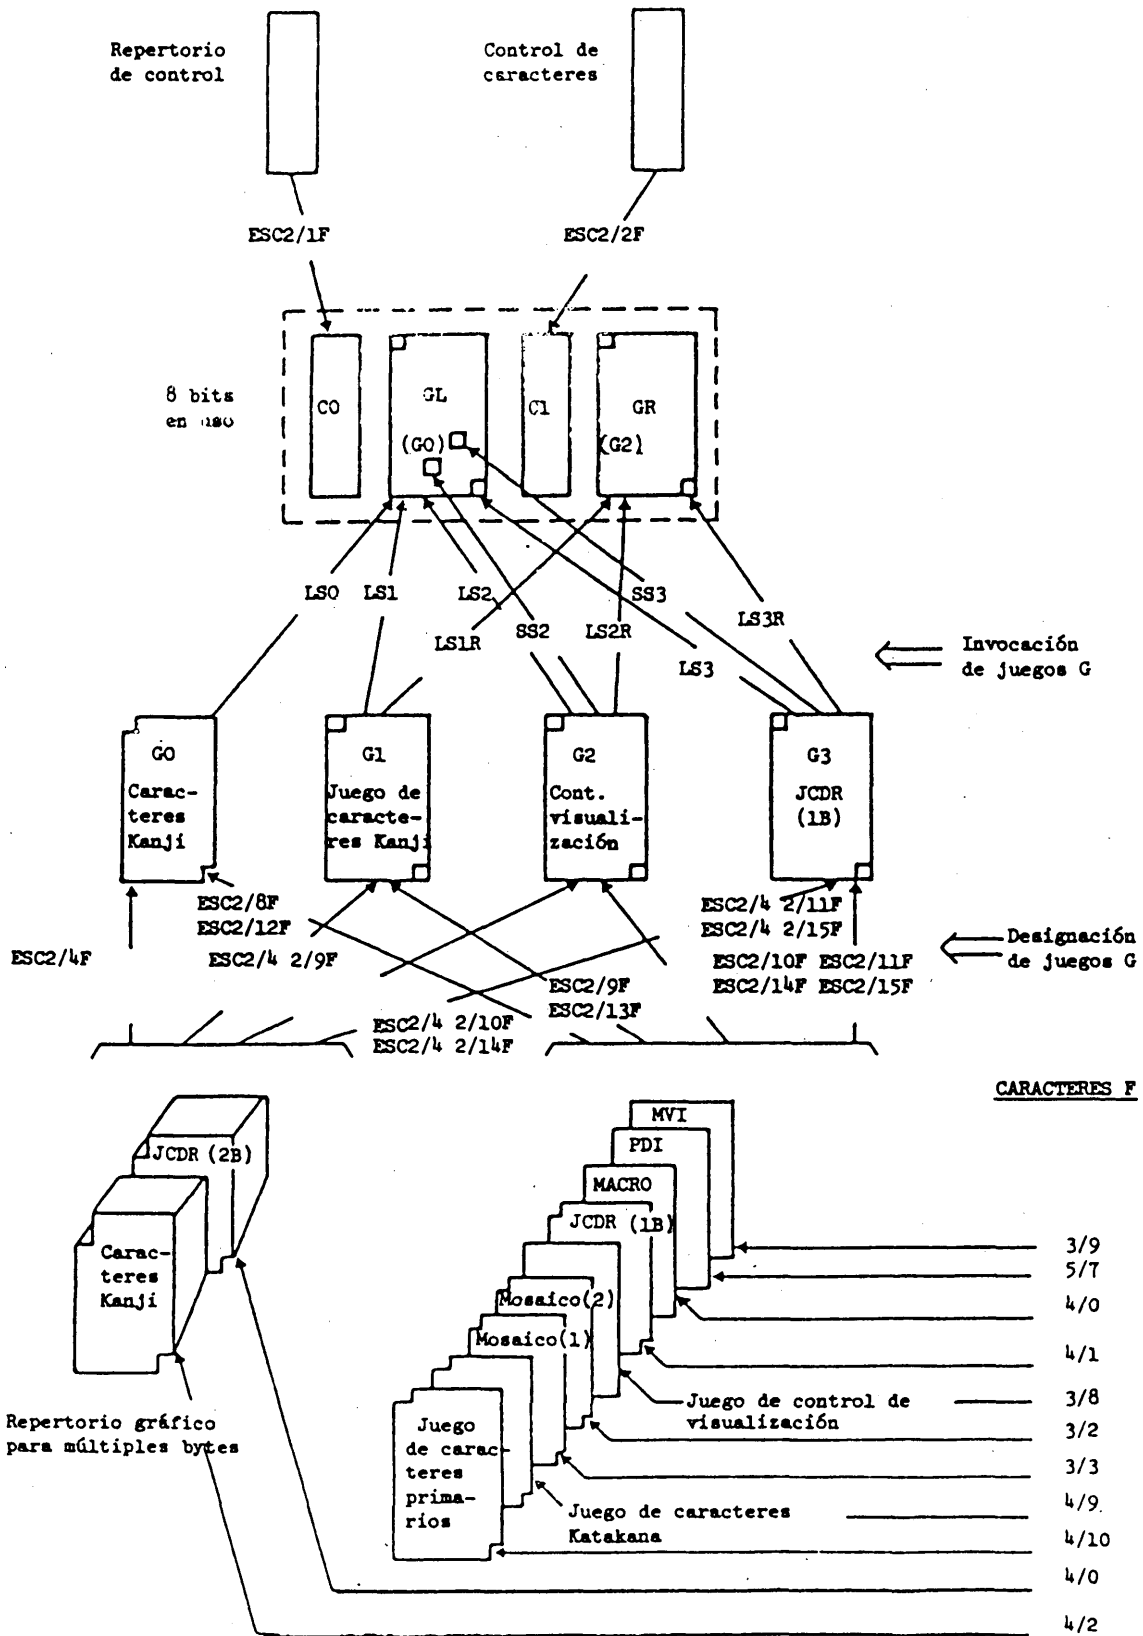 Repertorio
de control
Control de
caracteres
ESC2/1F
ESC2/2F
8 bits
en uso
C0
GL
(G0)
C1
GR
(G2)
LS0
LS1
LS2
LS1R
SS2
LS2R
SS3
LS3
LS3R
Invocación
de juegos G
G0
Carac-
teres
Kanji
G1
Juego de
caracte-
res Kanji
G2
Cont.
visuali-
zación
G3
JCDR
(1B)
ESC2/8F
ESC2/12F
ESC2/4F
ESC2/4 2/9F
ESC2/9F
ESC2/13F
ESC2/4 2/10F
ESC2/4 2/14F
ESC2/4 2/11F
ESC2/4 2/15F
ESC2/10F ESC2/11F
ESC2/14F ESC2/15F
Designación
de juegos G
CARACTERES F
JCDR (2B)
Carac-
teres
Kanji
MVI
PDI
MACRO
JCDR (1B)
Mosaico(2)
Mosaico(1)
Juego
de carac-
teres
prima-
rios
3/9
5/7
4/0
4/1
Juego de control de
visualización
3/8
3/2
3/3
Juego de caracteres
Katakana
4/9
4/10
4/0
4/2
Repertorio gráfico
para múltiples bytes